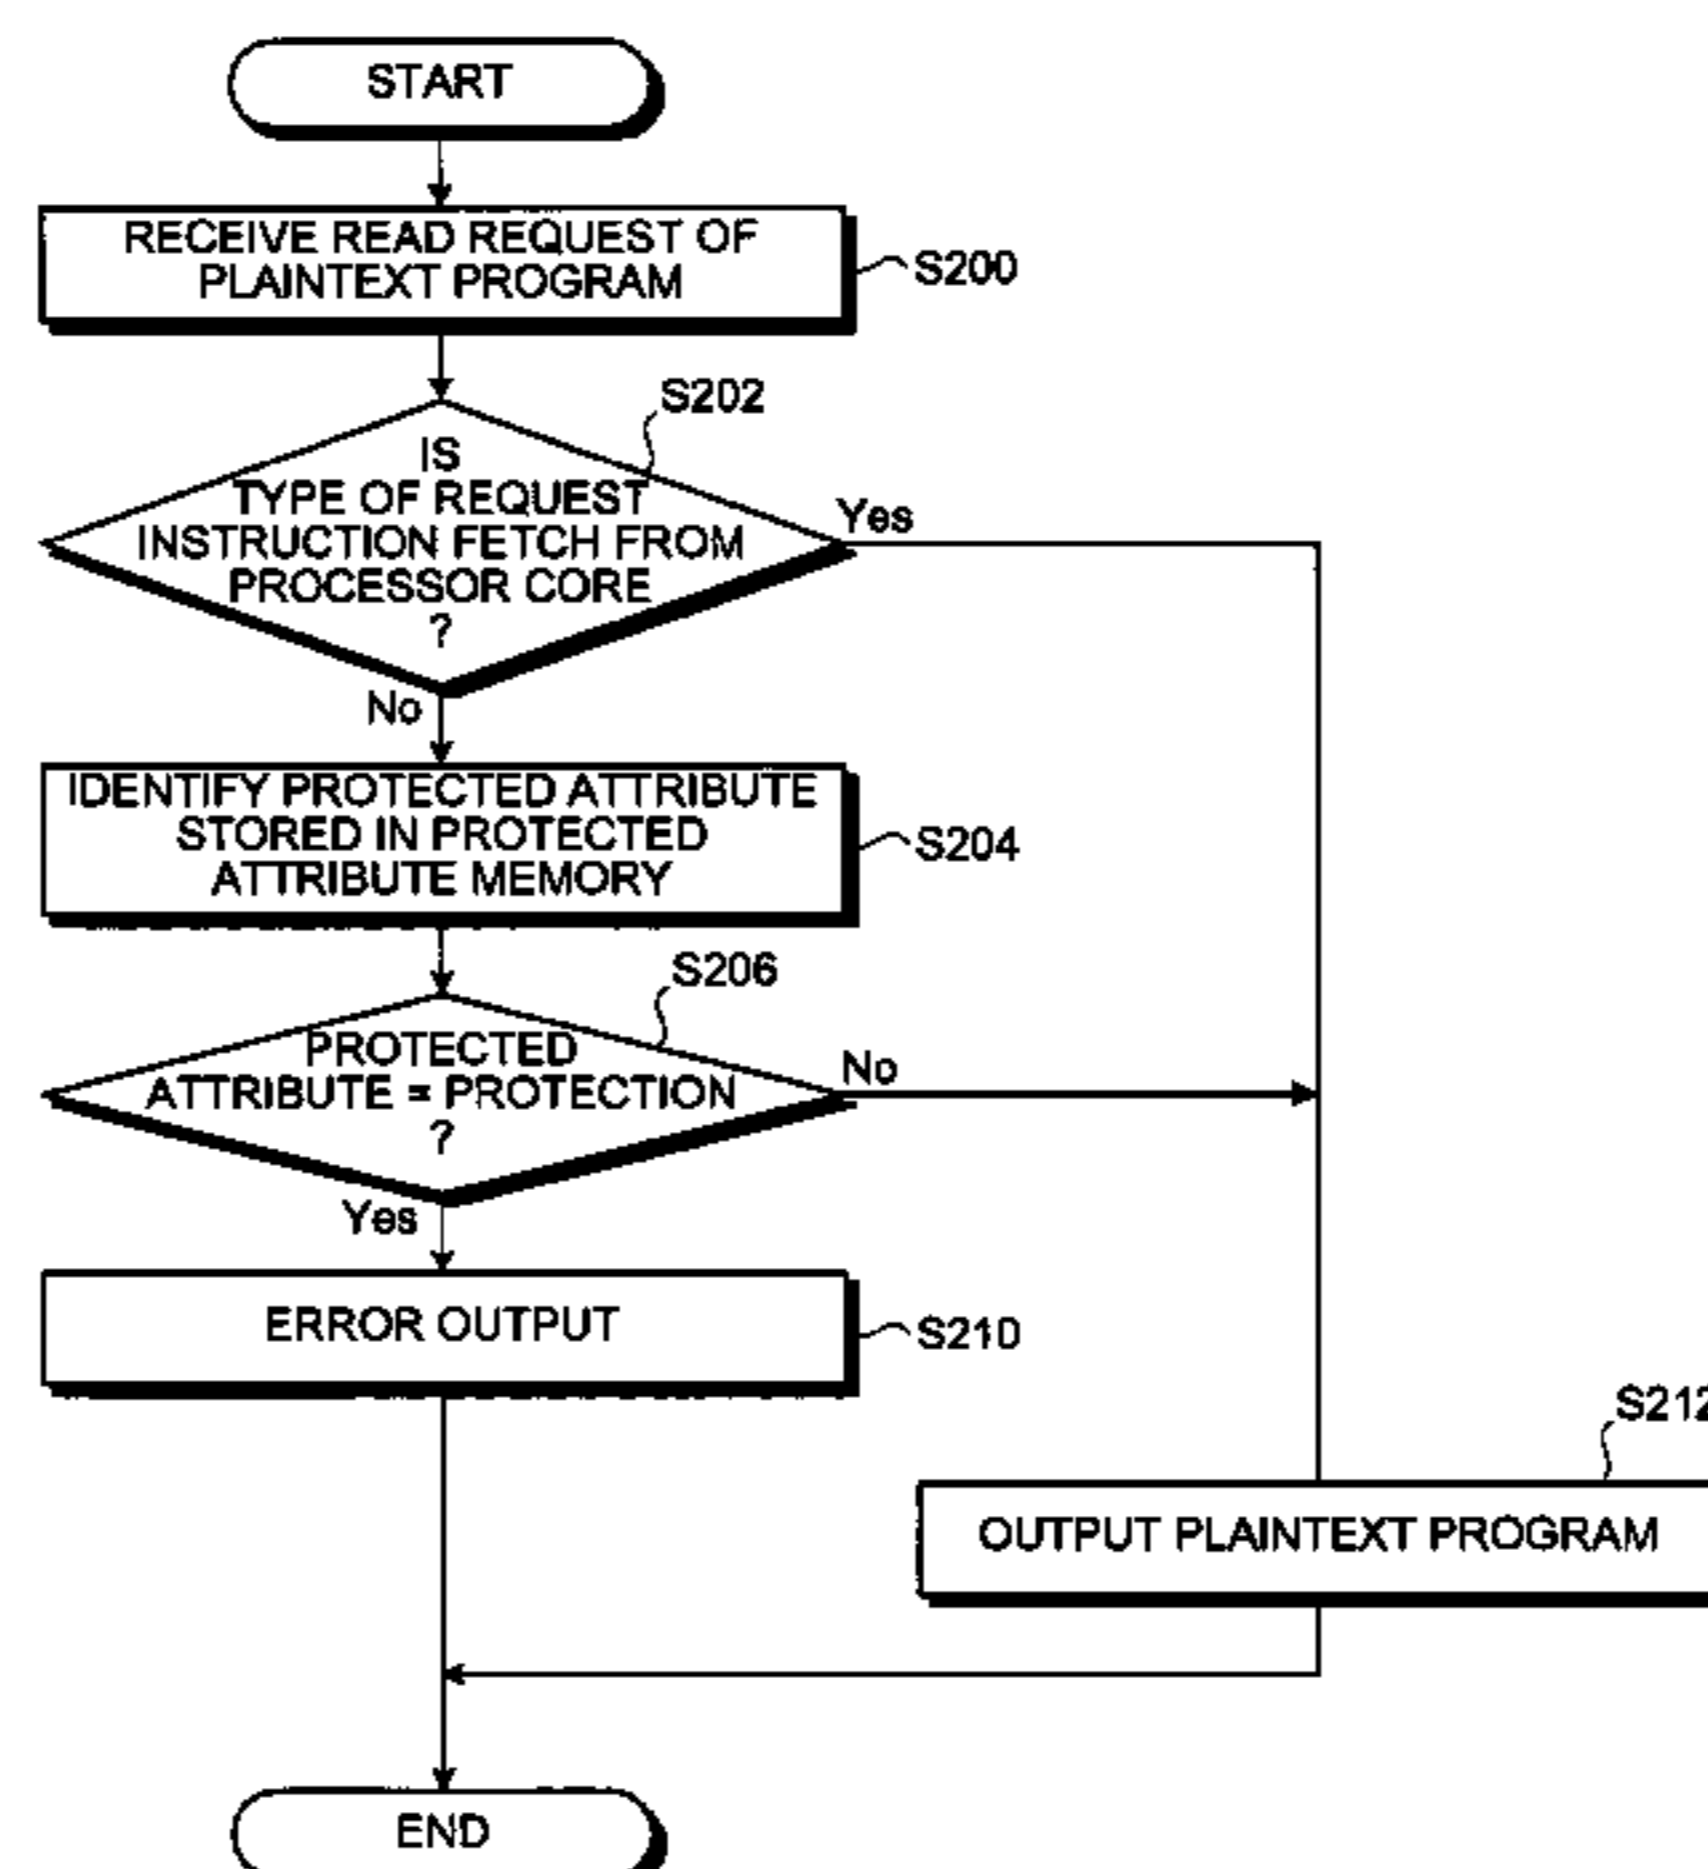 START
RECEIVE READ REQUEST OF
PLAINTEXT PROGRAM
S200
S202
IS
TYPE OF REQUEST
INSTRUCTION FETCH FROM
PROCESSOR CORE
?
Yes
No
IDENTIFY PROTECTED ATTRIBUTE
STORED IN PROTECTED
ATTRIBUTE MEMORY
S204
S206
PROTECTED
ATTRIBUTE = PROTECTION
?
No
Yes
ERROR OUTPUT
S210
S212
OUTPUT PLAINTEXT PROGRAM
END